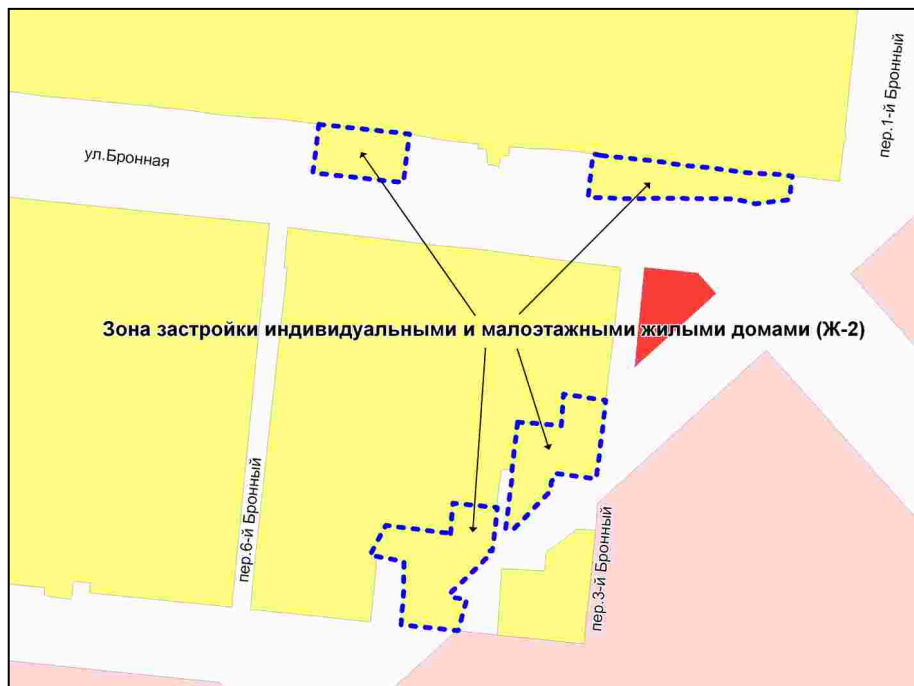 пер.1-й Бронный
ул.Бронная
Зона застройки индивидуальными и малоэтажными жилыми домами (Ж-2)
пер.6-й Бронный
пер.3-й Бронный